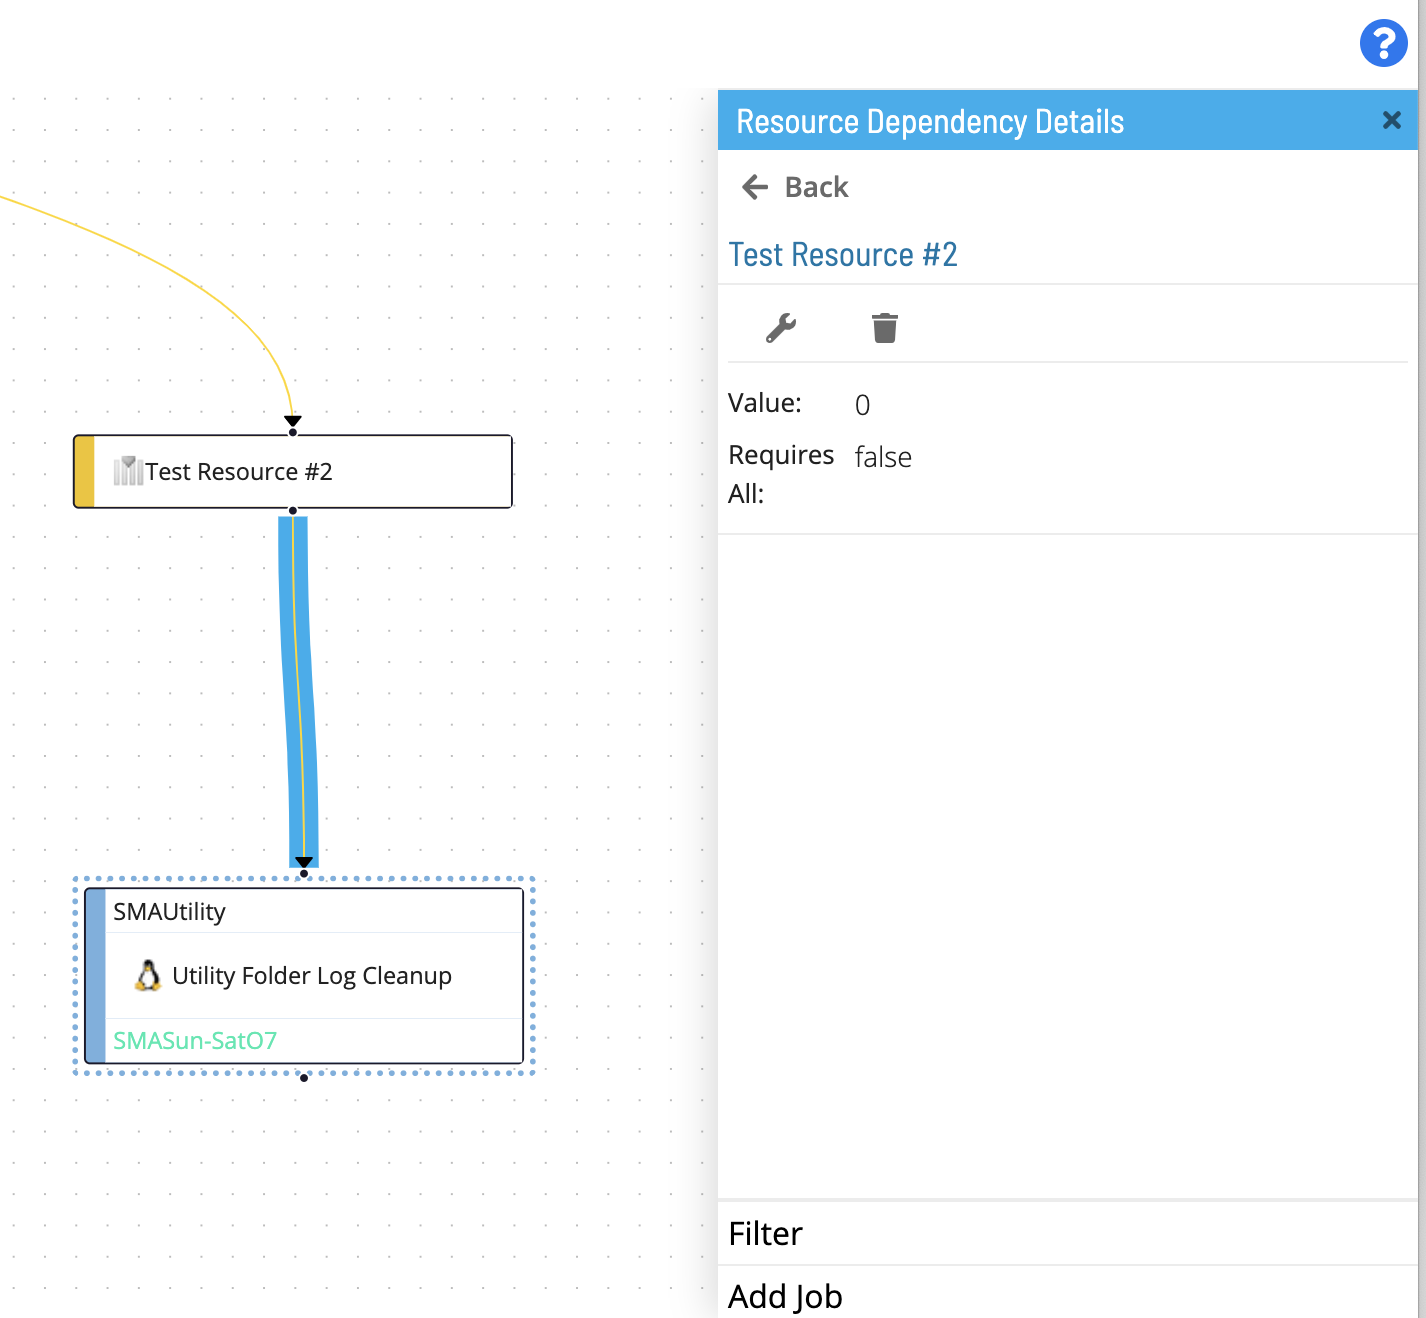 ?
Resource Dependency Details
Back
Test Resource #2
Value: 0
Requires All: false
Test Resource #2
SMAUtility
Utility Folder Log Cleanup
SMASun-SatO7
Filter
Add Job